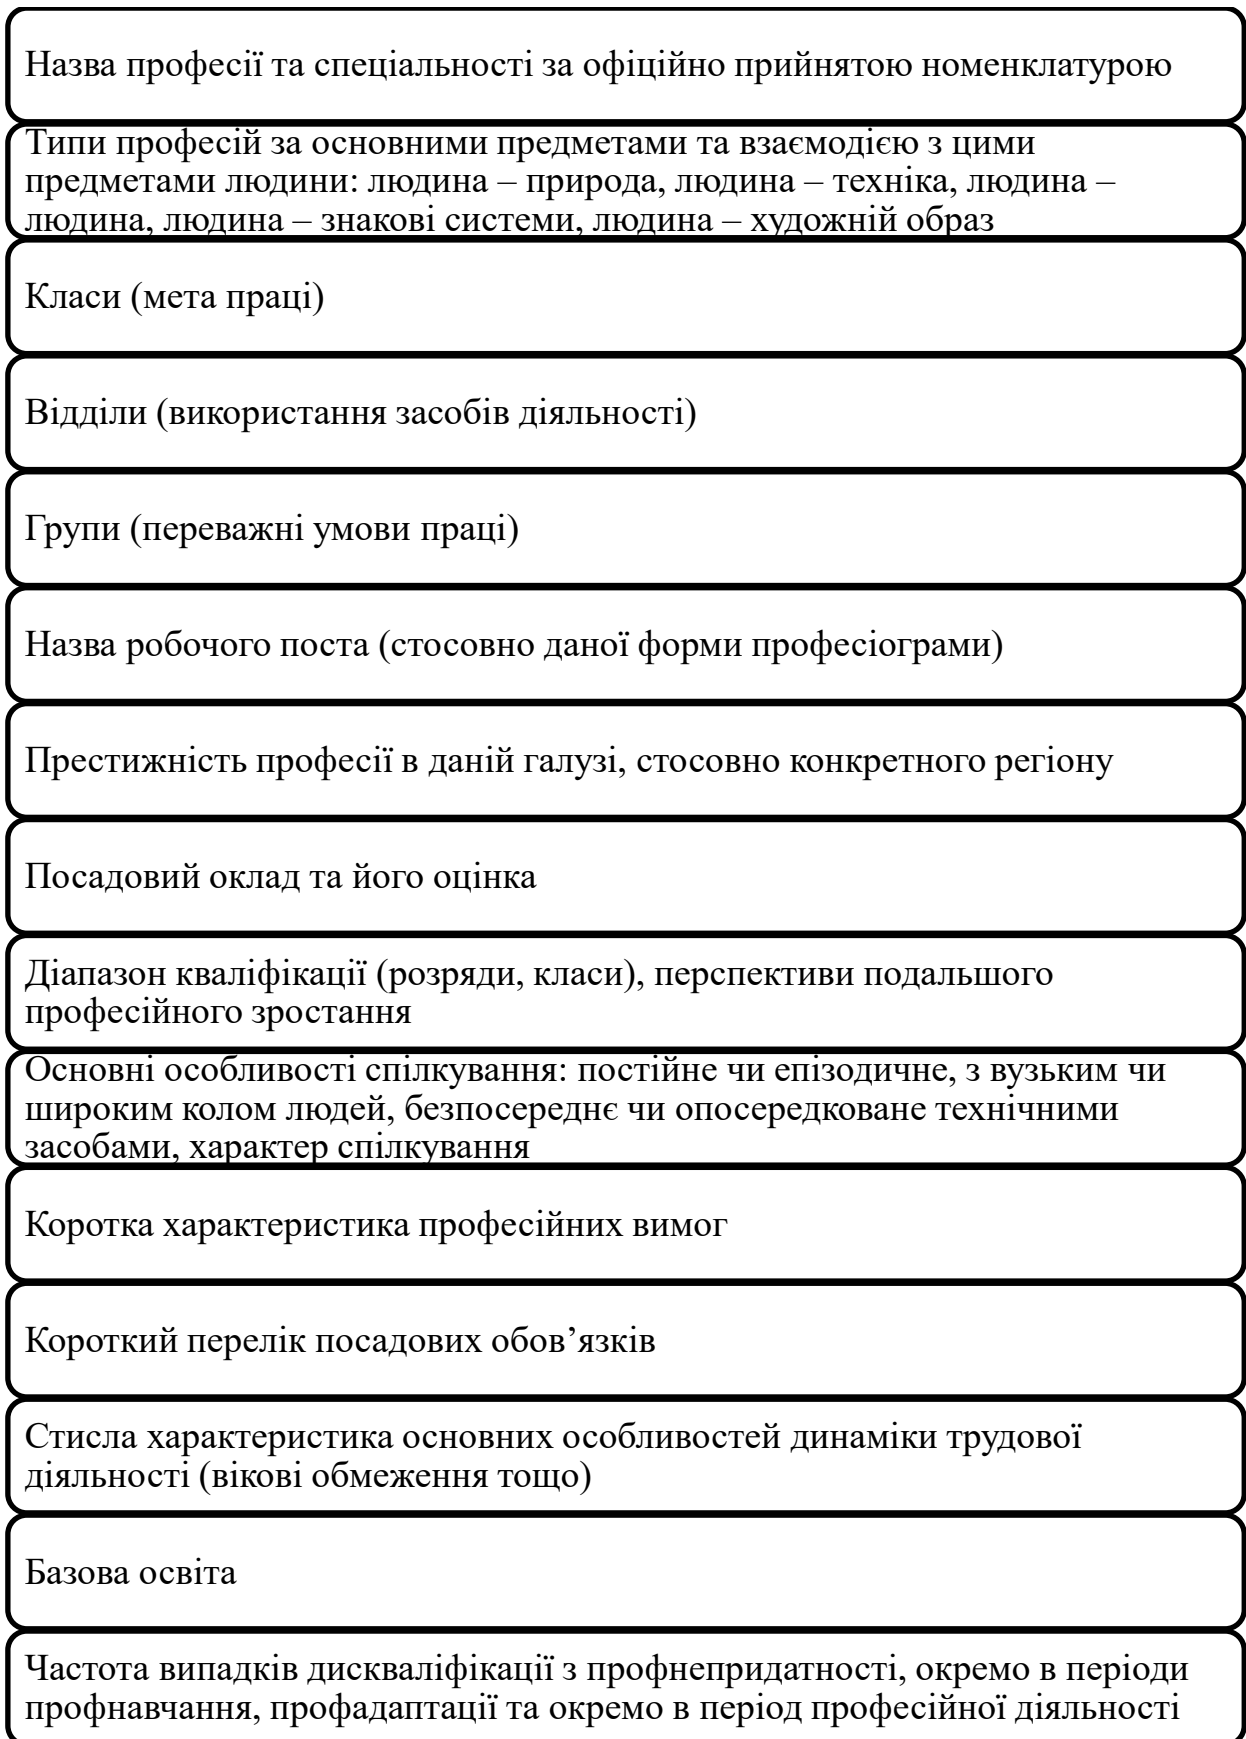 Назва професії та спеціальності за офіційно прийнятою номенклатурою
Типи професій за основними предметами та взаємодією з цими
предметами людини: людина – природа, людина – техніка, людина –
людина, людина – знакові системи, людина – художній образ
Класи (мета праці)
Відділи (використання засобів діяльності)
Групи (переважні умови праці)
Назва робочого поста (стосовно даної форми професіограми)
Престижність професії в даній галузі, стосовно конкретного регіону
Посадовий оклад та його оцінка
Діапазон кваліфікації (розряди, класи), перспективи подальшого
професійного зростання
Основні особливості спілкування: постійне чи епізодичне, з вузьким чи
широким колом людей, безпосереднє чи опосередковане технічними
засобами, характер спілкування
Коротка характеристика професійних вимог
Короткий перелік посадових обов’язків
Стисла характеристика основних особливостей динаміки трудової
діяльності (вікові обмеження тощо)
Базова освіта
Частота випадків дискваліфікації з профнепридатності, окремо в періоди
профнавчання, профадаптації та окремо в період професійної діяльності